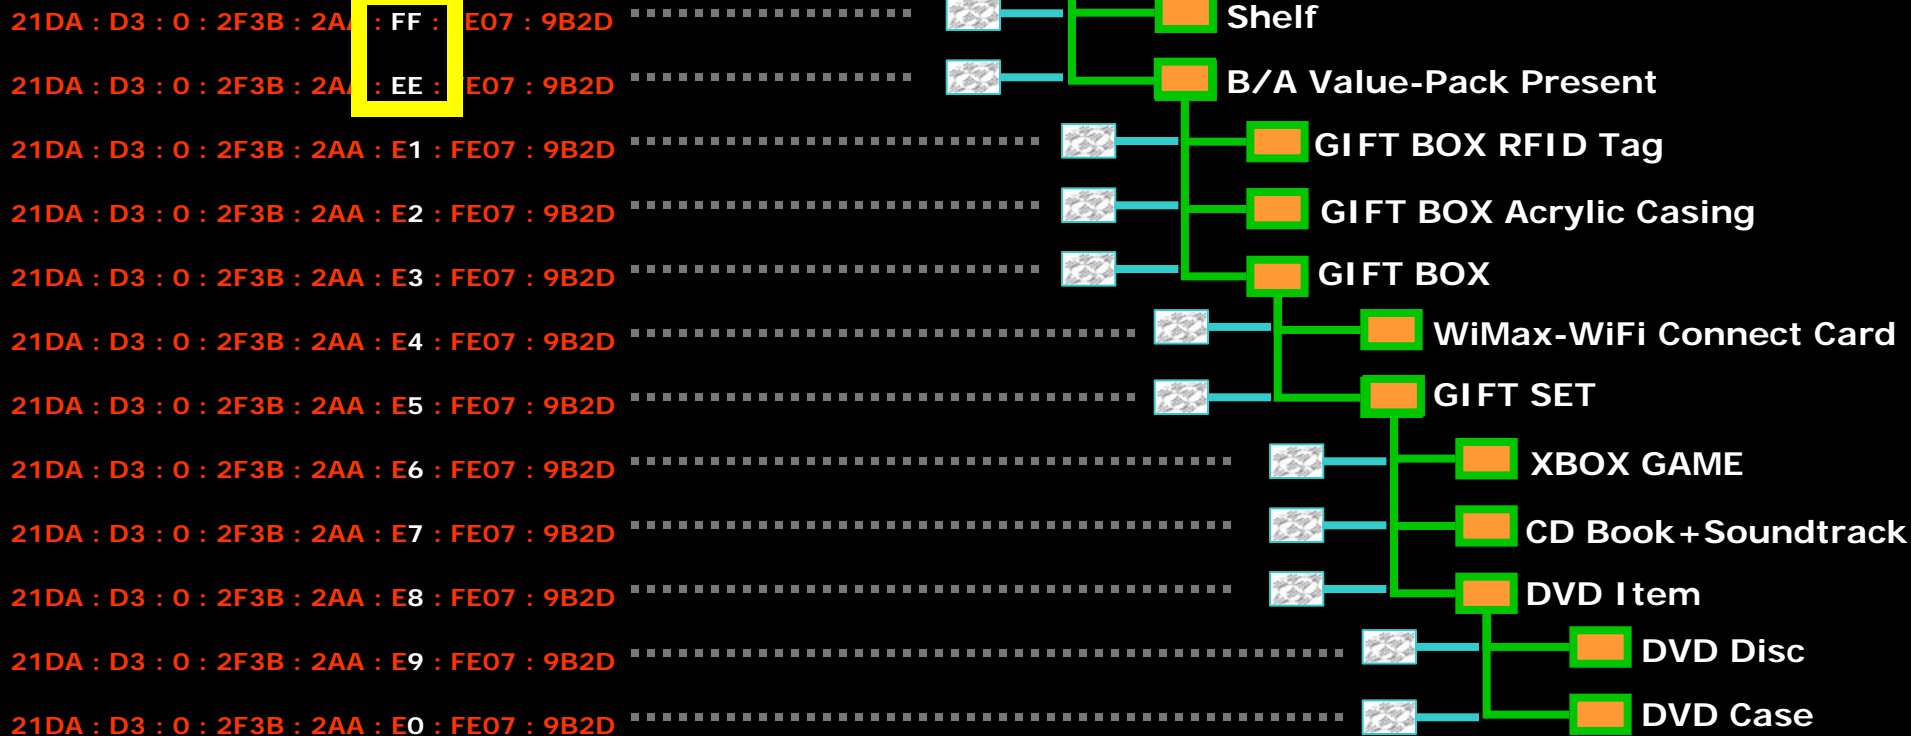 21DA : D3 : 0 : 2F3B : 2AA : FF : FE07 : 9B2D Shelf
21DA : D3 : 0 : 2F3B : 2AA : EE : FE07 : 9B2D B/A Value-Pack Present
21DA : D3 : 0 : 2F3B : 2AA : E1 : FE07 : 9B2D GIFT BOX RFID Tag
21DA : D3 : 0 : 2F3B : 2AA : E2 : FE07 : 9B2D GIFT BOX Acrylic Casing
21DA : D3 : 0 : 2F3B : 2AA : E3 : FE07 : 9B2D GIFT BOX
21DA : D3 : 0 : 2F3B : 2AA : E4 : FE07 : 9B2D WiMax-WiFi Connect Card
21DA : D3 : 0 : 2F3B : 2AA : E5 : FE07 : 9B2D GIFT SET
21DA : D3 : 0 : 2F3B : 2AA : E6 : FE07 : 9B2D XBOX GAME
21DA : D3 : 0 : 2F3B : 2AA : E7 : FE07 : 9B2D CD Book+Soundtrack
21DA : D3 : 0 : 2F3B : 2AA : E8 : FE07 : 9B2D DVD Item
21DA : D3 : 0 : 2F3B : 2AA : E9 : FE07 : 9B2D DVD Disc
21DA : D3 : 0 : 2F3B : 2AA : E0 : FE07 : 9B2D DVD Case